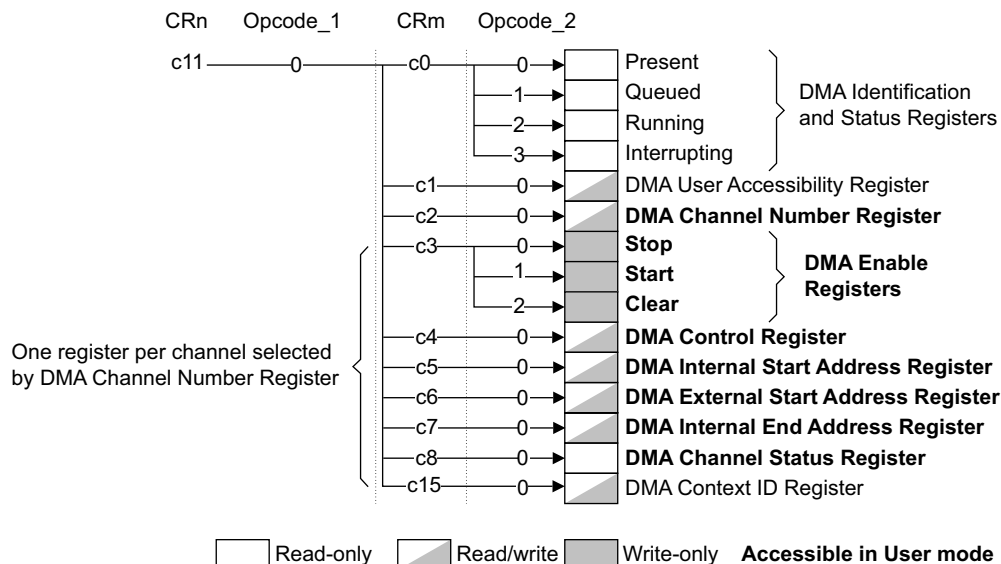 CRn Opcode_1 CRm Opcode_2
c11 0 c0 0 Present
1 Queued
2 Running
3 Interrupting
DMA Identification
and Status Registers
c1 0 DMA User Accessibility Register
c2 0 DMA Channel Number Register
c3 0 Stop
1 Start
2 Clear
DMA Enable
Registers
c4 0 DMA Control Register
One register per channel selected
by DMA Channel Number Register
c5 0 DMA Internal Start Address Register
c6 0 DMA External Start Address Register
c7 0 DMA Internal End Address Register
c8 0 DMA Channel Status Register
c15 0 DMA Context ID Register
Read-only Read/write Write-only Accessible in User mode